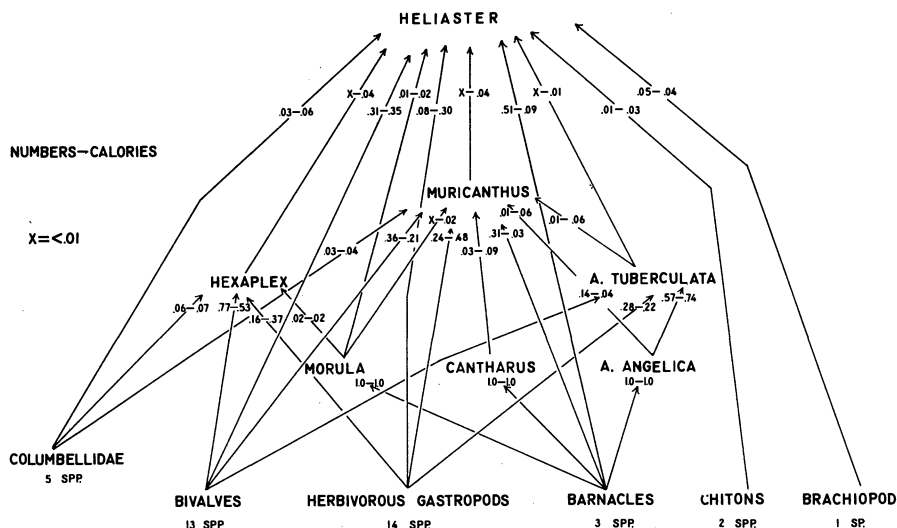 HELIASTER
X—.04
.01—.02
X—.04
X—.01
.05—.04
.03—.06
.31—.35
.08—.30
.51—.09
.01—.03
NUMBERS—CALORIES
MURICANTHUS
X—.02
.01—.06
.01—.06
X=<.01
.03—.04
.36—.21
.24—.48
.03—.09
.31—.03
HEXAPLEX
A. TUBERCULATA
.06—.07
.77—.53
.16—.37
.02—.02
.14—.04
.28—.22
.57—.74
MORULA
CANTHARUS
A. ANGELICA
1.0—1.0
1.0—1.0
1.0—1.0
COLUMBELLIDAE
5 SPP.
BIVALVES
HERBIVOROUS GASTROPODS
BARNACLES
CHITONS
BRACHIOPOD
13 SPP.
14 SPP.
3 SPP.
2 SPP.
1 SP.